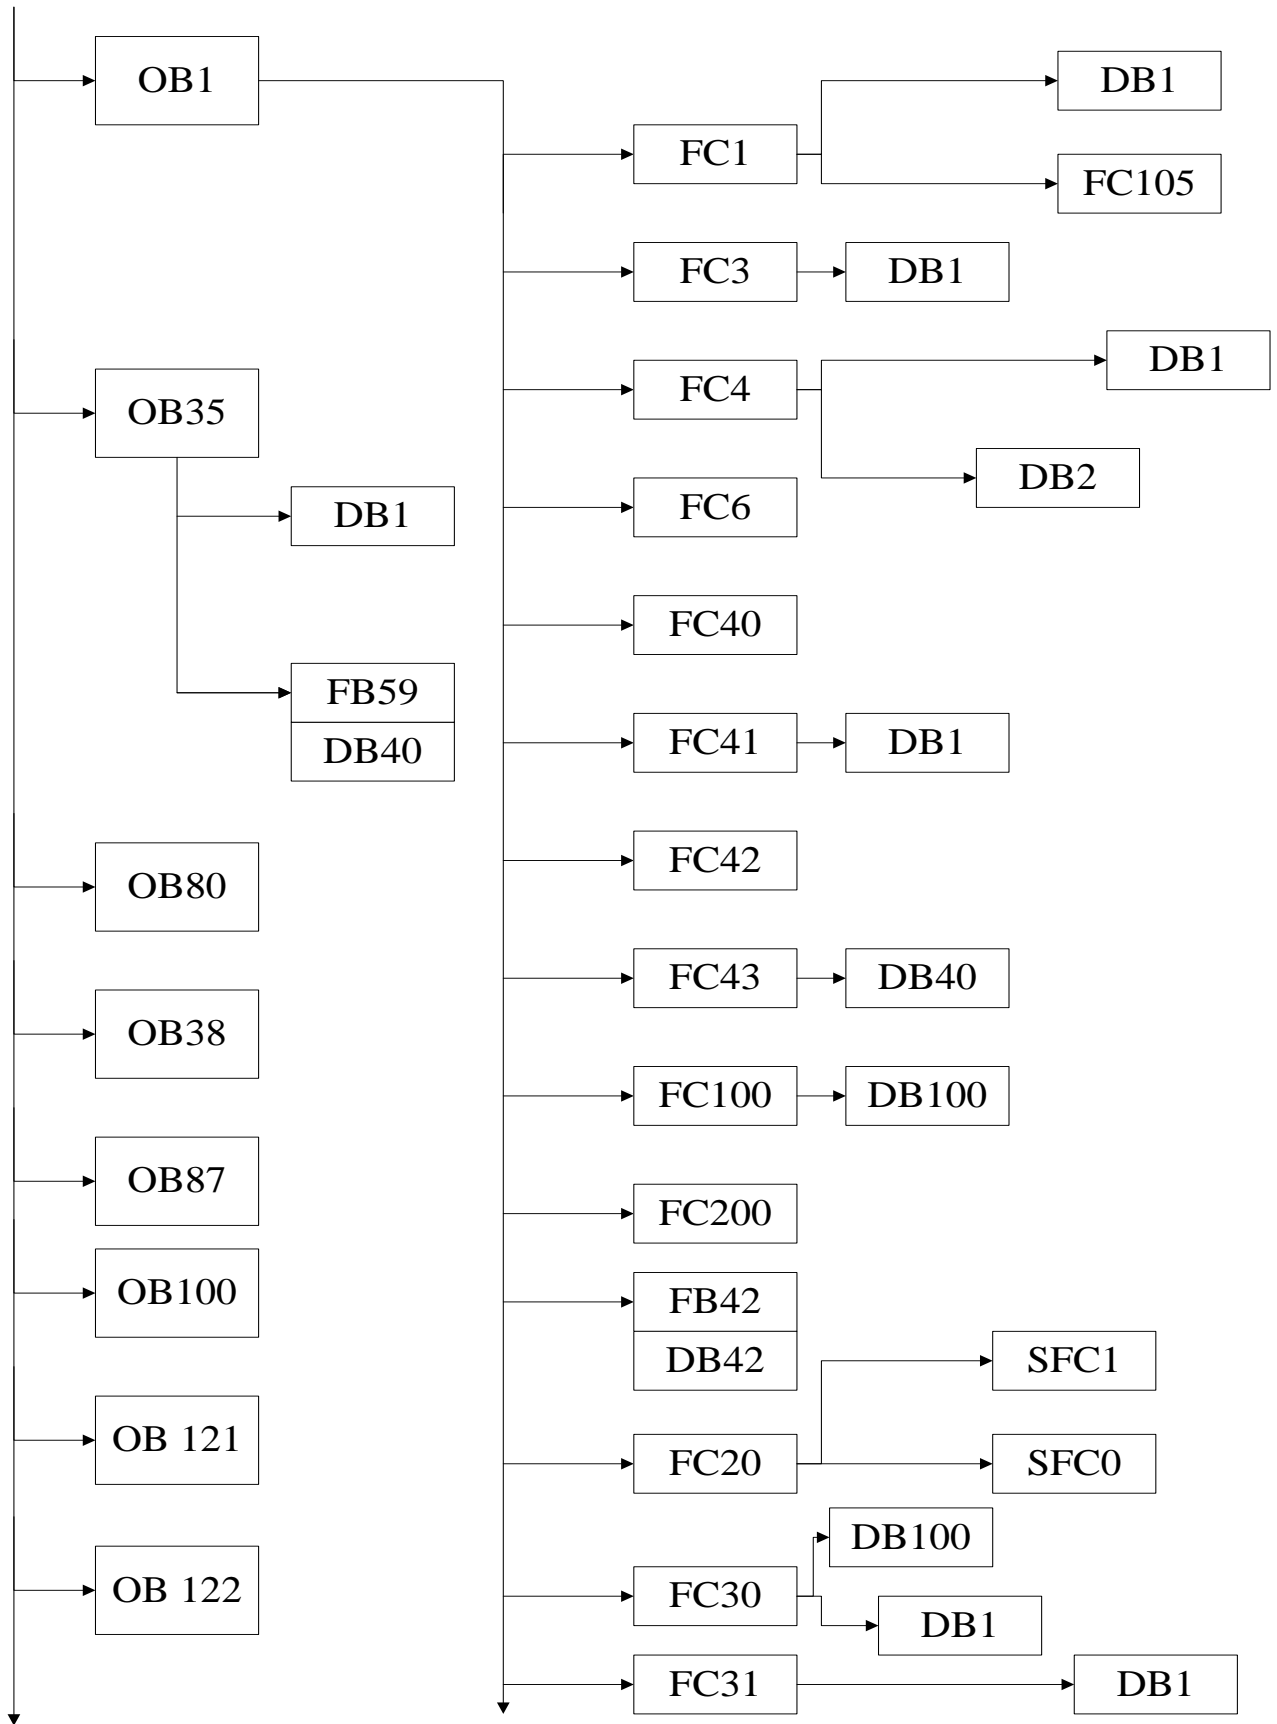 OB1
DB1
FC1
FC105
FC3
DB1
DB1
FC4
OB35
DB2
FC6
DB1
FC40
FB59
FC41
DB1
DB40
FC42
OB80
FC43
DB40
OB38
FC100
DB100
OB87
FC200
OB100
FB42
DB42
SFC1
OB 121
FC20
SFC0
DB100
OB 122
FC30
DB1
FC31
DB1